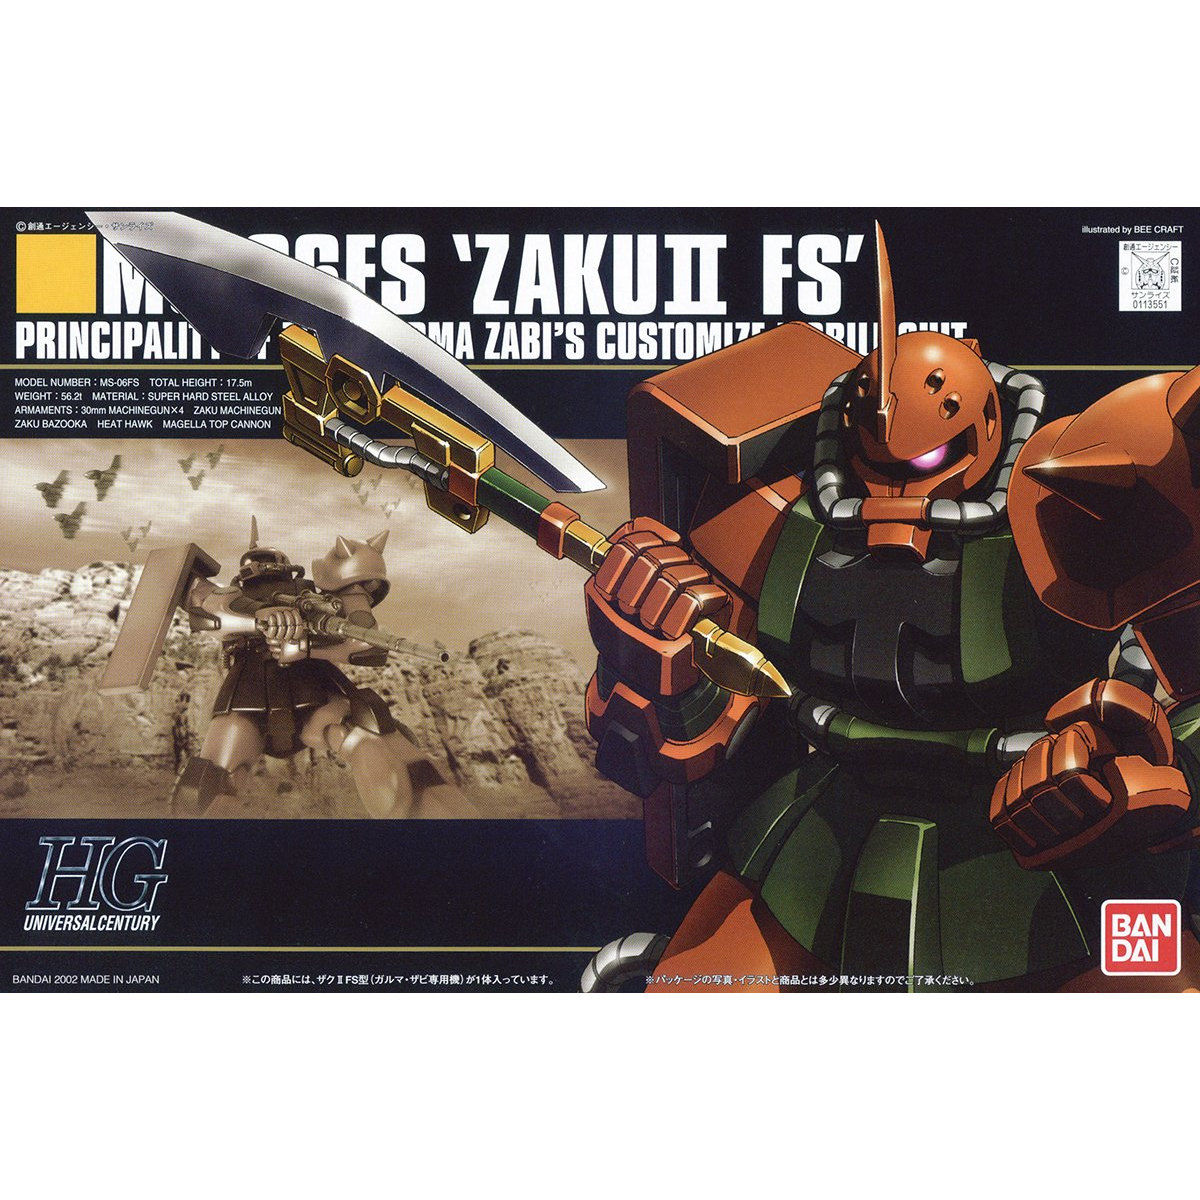 ©創通エージェンシー・サンライズ
illustrated by BEE CRAFT
'ZAKUⅡ FS'
ZABI'S
MODEL NUMBER：MS-06FS TOTAL HEIGHT：17.5m
WEIGHT：56.2t MATERIAL：SUPER HARD STEEL ALLOY
ARMAMENTS：30mm MACHINEGUN×4 ZAKU MACHINEGUN
ZAKU BAZOOKA HEAT HAWK MAGELLA TOP CANNON
創通エージェンシー
©
サンライズ
0113551
HG
UNIVERSAL CENTURY
BAN
DAI
BANDAI 2002 MADE IN JAPAN
※この商品には、ザクⅡFS型(ガルマ・ザビ専用機)が1体入っています。
※パッケージの写真・イラストと商品とは多少異なりますのでご了承ください。